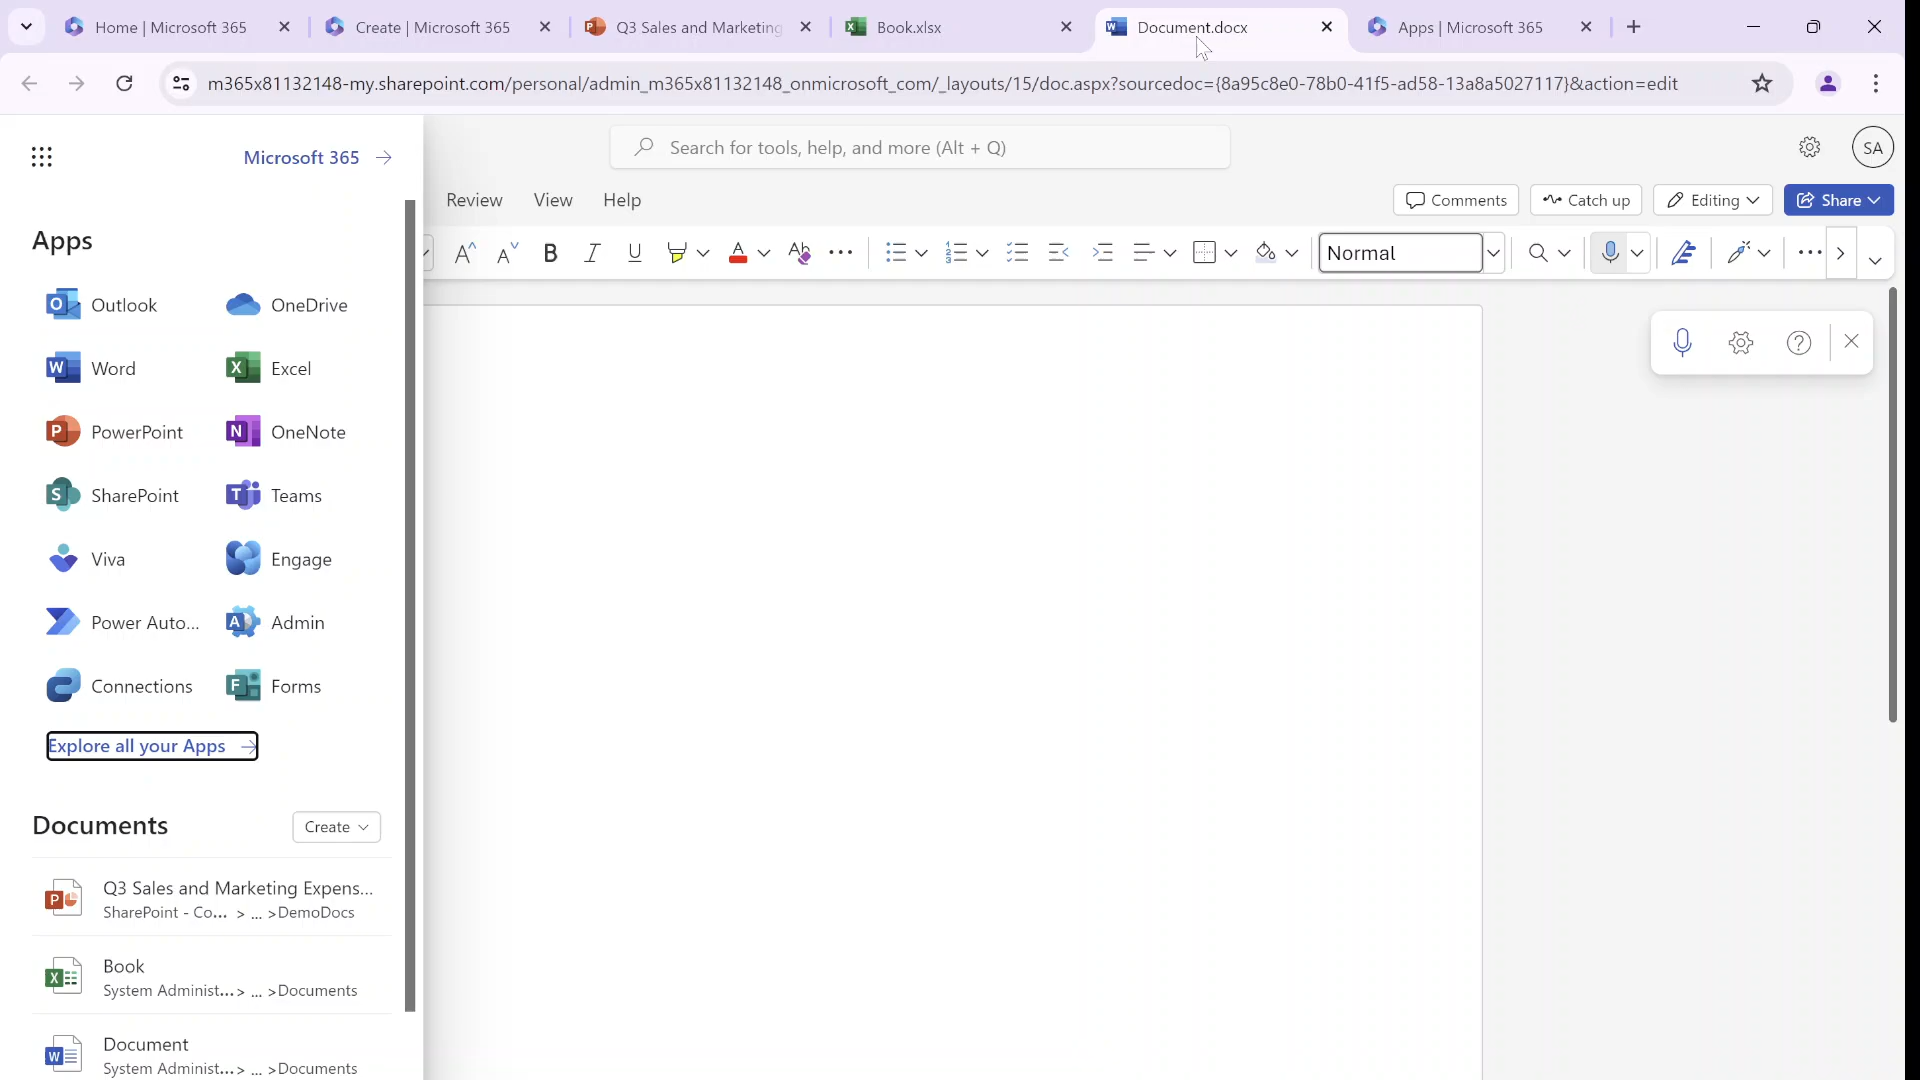 Home | Microsoft 365
Create | Microsoft 365
Q3 Sales and Marketing
Book.xlsx
Document.docx
Apps | Microsoft 365
m365x81132148-my.sharepoint.com/personal/admin_m365x81132148_onmicrosoft_com/_layouts/15/doc.aspx?sourcedoc={8a95c8e0-78b0-41f5-ad58-13a8a5027117}&action=edit
Microsoft 365
Search for tools, help, and more (Alt + Q)
SA
Review View Help
Comments
Catch up
Editing
Share
Normal
Apps
Outlook
OneDrive
Word
Excel
PowerPoint
OneNote
SharePoint
Teams
Viva
Engage
Power Auto...
Admin
Connections
Forms
Explore all your Apps
Documents
Create
Q3 Sales and Marketing Expens...
SharePoint - Co... > ... >DemoDocs
Book
System Administ...> ... >Documents
Document
System Administ...> ... >Documents